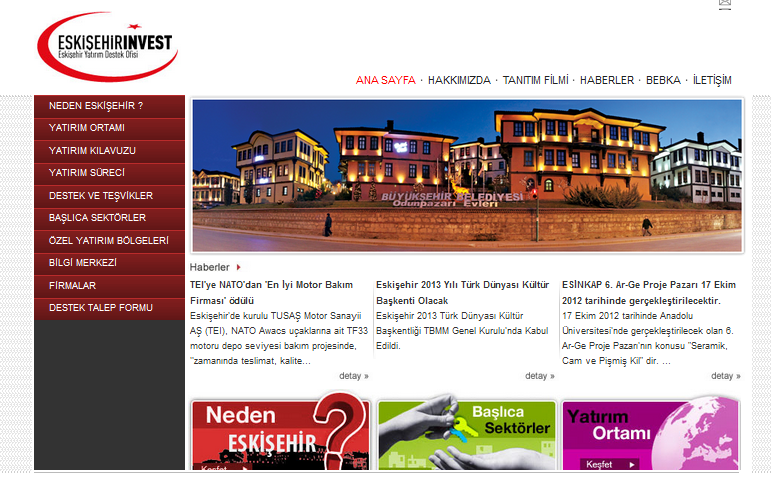 ESKISEHIRINVEST
Eskişehir Yatırım Destek Ofisi
ANA SAYFA · HAKKIMIZDA · TANITIM FİLMİ · HABERLER · BEBKA · İLETİŞİM
NEDEN ESKİŞEHİR ?
YATIRIM ORTAMI
YATIRIM KILAVUZU
YATIRIM SÜRECİ
DESTEK VE TEŞVİKLER
BAŞLICA SEKTÖRLER
ÖZEL YATIRIM BÖLGELERİ
BİLGİ MERKEZİ
FİRMALAR
DESTEK TALEP FORMU
BÜYÜKŞEHİR BELEDİYESİ
Odunpazarı Evleri
Haberler
TEI'ye NATO'dan 'En İyi Motor Bakım
Firması' ödülü
Eskişehir'de kurulu TUSAŞ Motor Sanayii
AŞ (TEI), NATO Awacs uçaklarına ait TF33
motoru depo seviyesi bakım projesinde,
"zamanında teslimat, kalite...
detay »
Eskişehir 2013 Yılı Türk Dünyası Kültür
Başkenti Olacak
Eskişehir 2013 Türk Dünyası Kültür
Başkentliği TBMM Genel Kurulu'nda Kabul
Edildi.
detay »
ESİNKAP 6. Ar-Ge Proje Pazarı 17 Ekim
2012 tarihinde gerçekleştirilecektir.
17 Ekim 2012 tarihinde Anadolu
Üniversitesi'nde gerçekleştirilecek olan 6.
Ar-Ge Proje Pazarı'nın konusu "Seramik,
Cam ve Pişmiş Kil" dir. ...
detay »
Neden
ESKİŞEHİR
?
Keşfet
Başlıca
Sektörler
Yatırım
Ortamı
Keşfet